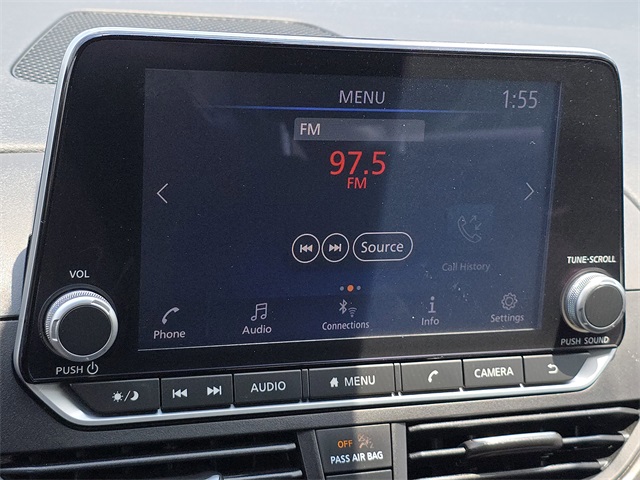 MENU
1:55
FM
97.5
FM
Source
Call History
Phone
Audio
Connections
Info
Settings
VOL
PUSH
TUNE-SCROLL
PUSH SOUND
AUDIO
MENU
CAMERA
OFF
PASS AIR BAG